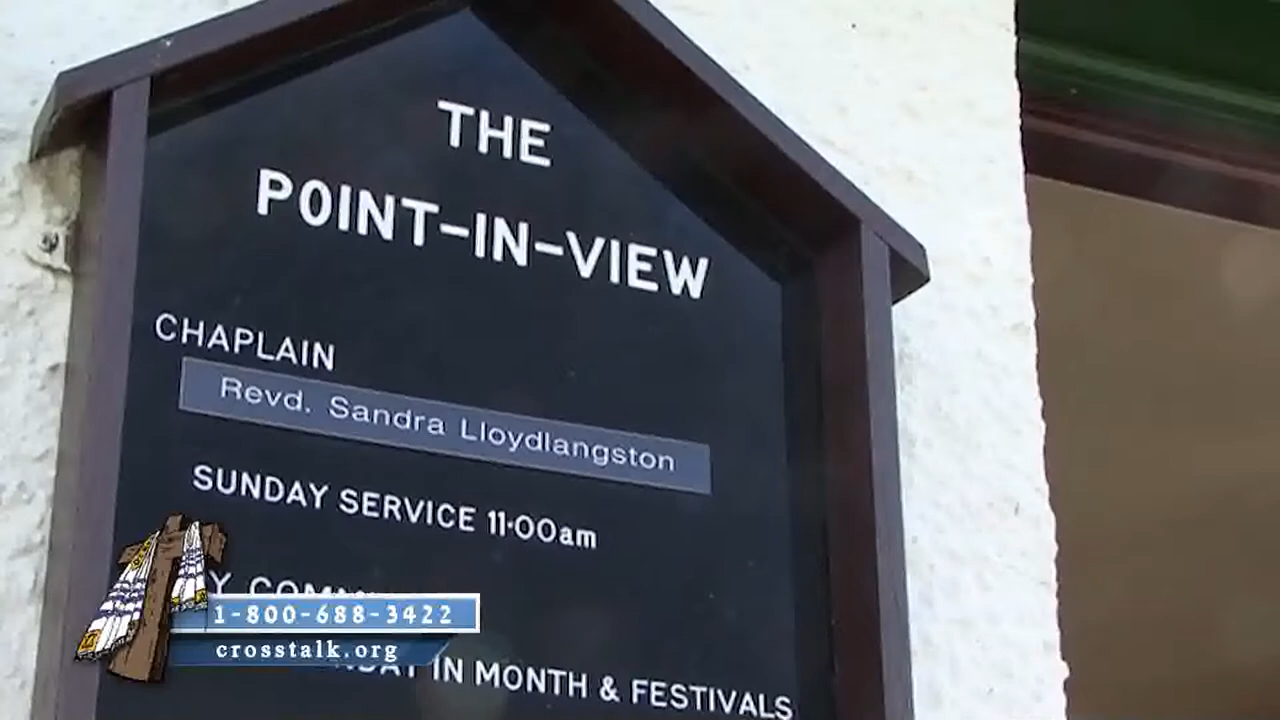 THE
POINT-IN-VIEW
CHAPLAIN
Revd. Sandra Lloydlangston
SUNDAY SERVICE 11·00am
1-800-688-3422
crosstalk.org
IN MONTH & FESTIVALS